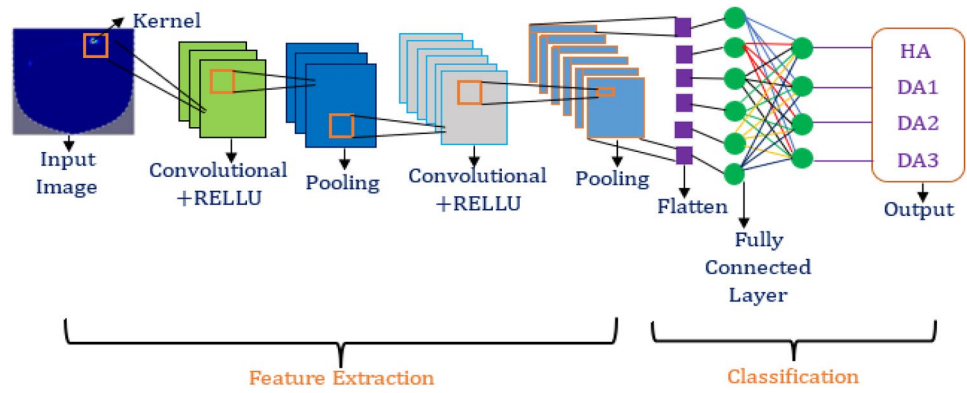 Kernel
Input
Image
Convolutional
+RELLU
Pooling
Convolutional
+RELLU
Pooling
Flatten
Fully
Connected
Layer
HA
DA1
DA2
DA3
Output
Feature Extraction
Classification